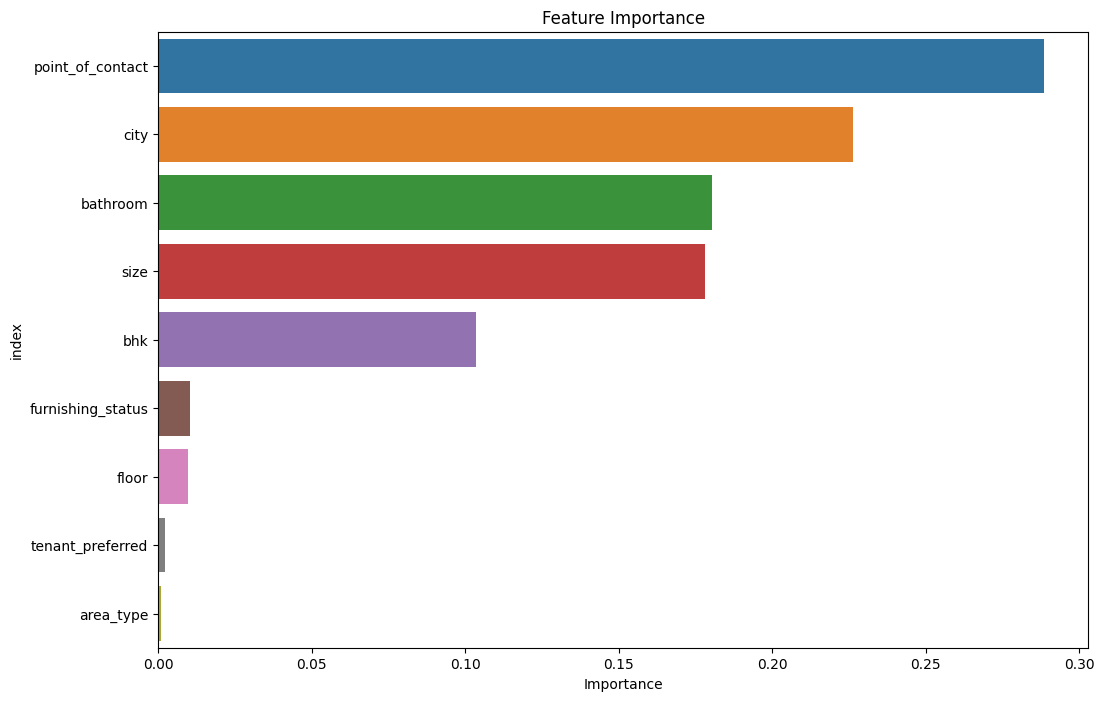 Feature Importance
point_of_contact
city
bathroom
size
bhk
furnishing_status
floor
tenant_preferred
area_type
index
0.00 0.05 0.10 0.15 0.20 0.25 0.30
Importance